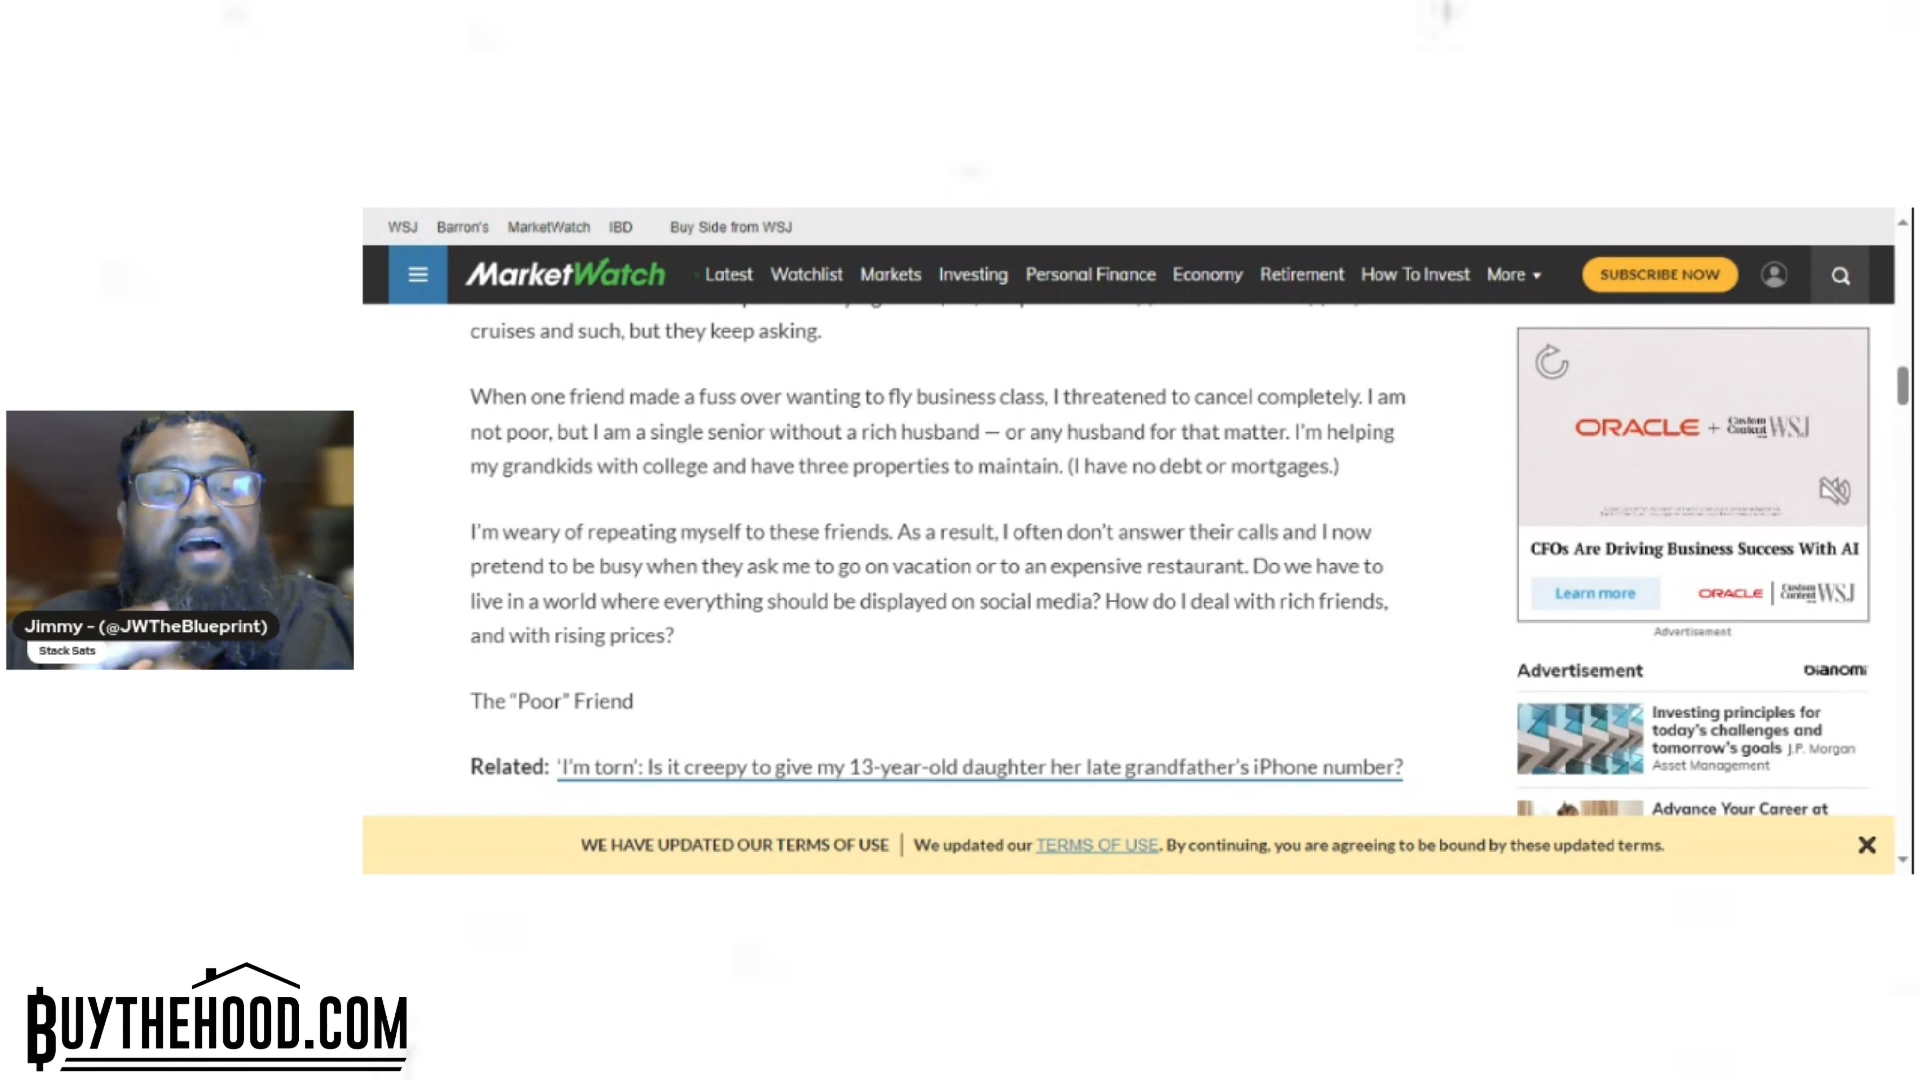 WSJ Barron's MarketWatch IBD Buy Side from WSJ
MarketWatch Latest Watchlist Markets Investing Personal Finance Economy Retirement How To Invest More SUBSCRIBE NOW
cruises and such, but they keep asking.
When one friend made a fuss over wanting to fly business class, I threatened to cancel completely. I am
not poor, but I am a single senior without a rich husband — or any husband for that matter. I'm helping
my grandkids with college and have three properties to maintain. (I have no debt or mortgages.)
I'm weary of repeating myself to these friends. As a result, I often don't answer their calls and I now
pretend to be busy when they ask me to go on vacation or to an expensive restaurant. Do we have to
live in a world where everything should be displayed on social media? How do I deal with rich friends,
and with rising prices?
The “Poor” Friend
Related: 'I'm torn': Is it creepy to give my 13-year-old daughter her late grandfather's iPhone number?
ORACLE + Custom Content WSJ
CFOs Are Driving Business Success With AI
Learn more ORACLE | Custom Content WSJ
Advertisement
Advertisement DIANOMI
Investing principles for
today's challenges and
tomorrow's goals J.P. Morgan
Asset Management
Advance Your Career at
WE HAVE UPDATED OUR TERMS OF USE | We updated our TERMS OF USE. By continuing, you are agreeing to be bound by these updated terms.
Jimmy - (@JWTheBlueprint)
Stack Sats
BUYTHEHOOD.COM